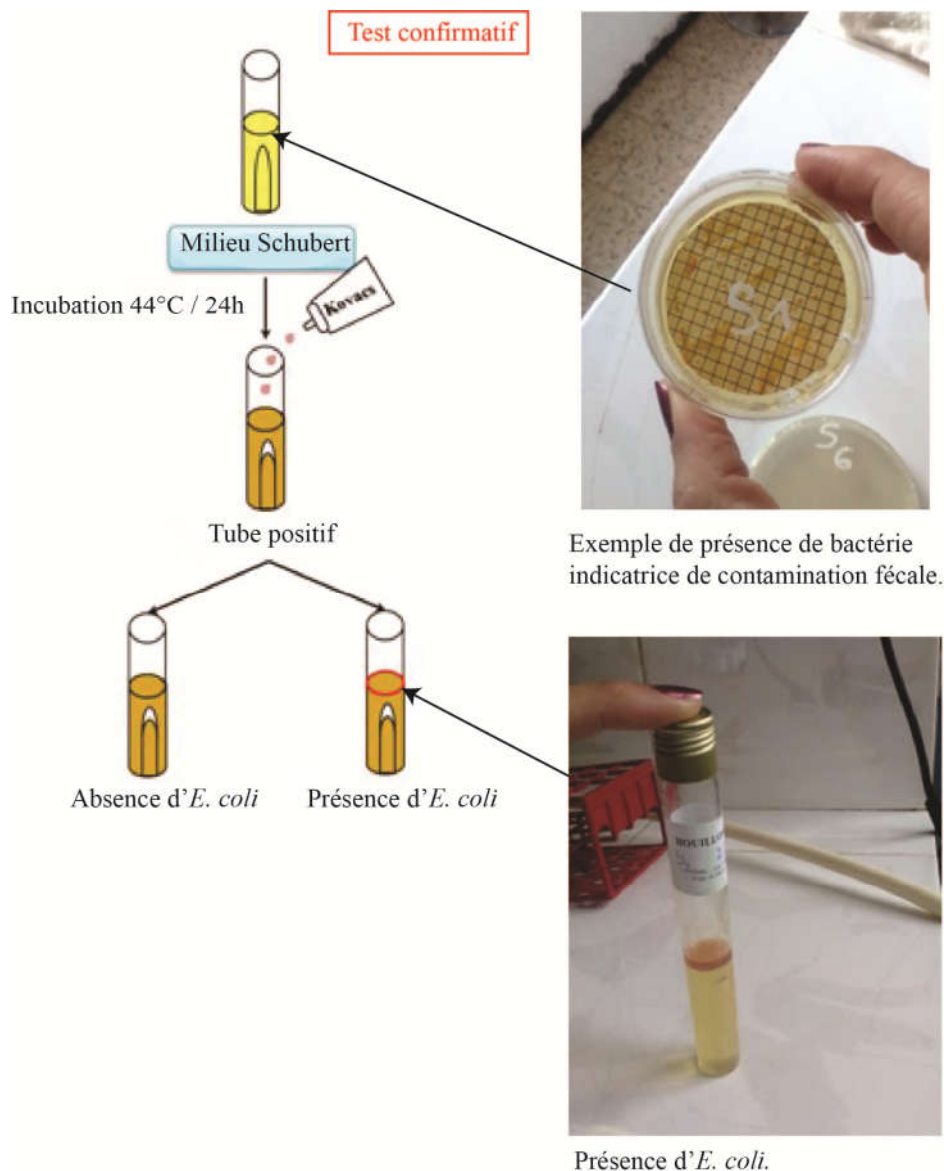 Test confirmatif
Milieu Schubert
Incubation 44°C / 24h
Kovacs
Tube positif
Absence d'E. coli
Présence d'E. coli
S1
S6
Exemple de présence de bactérie
indicatrice de contamination fécale.
BOUILLON
Présence d'E. coli.